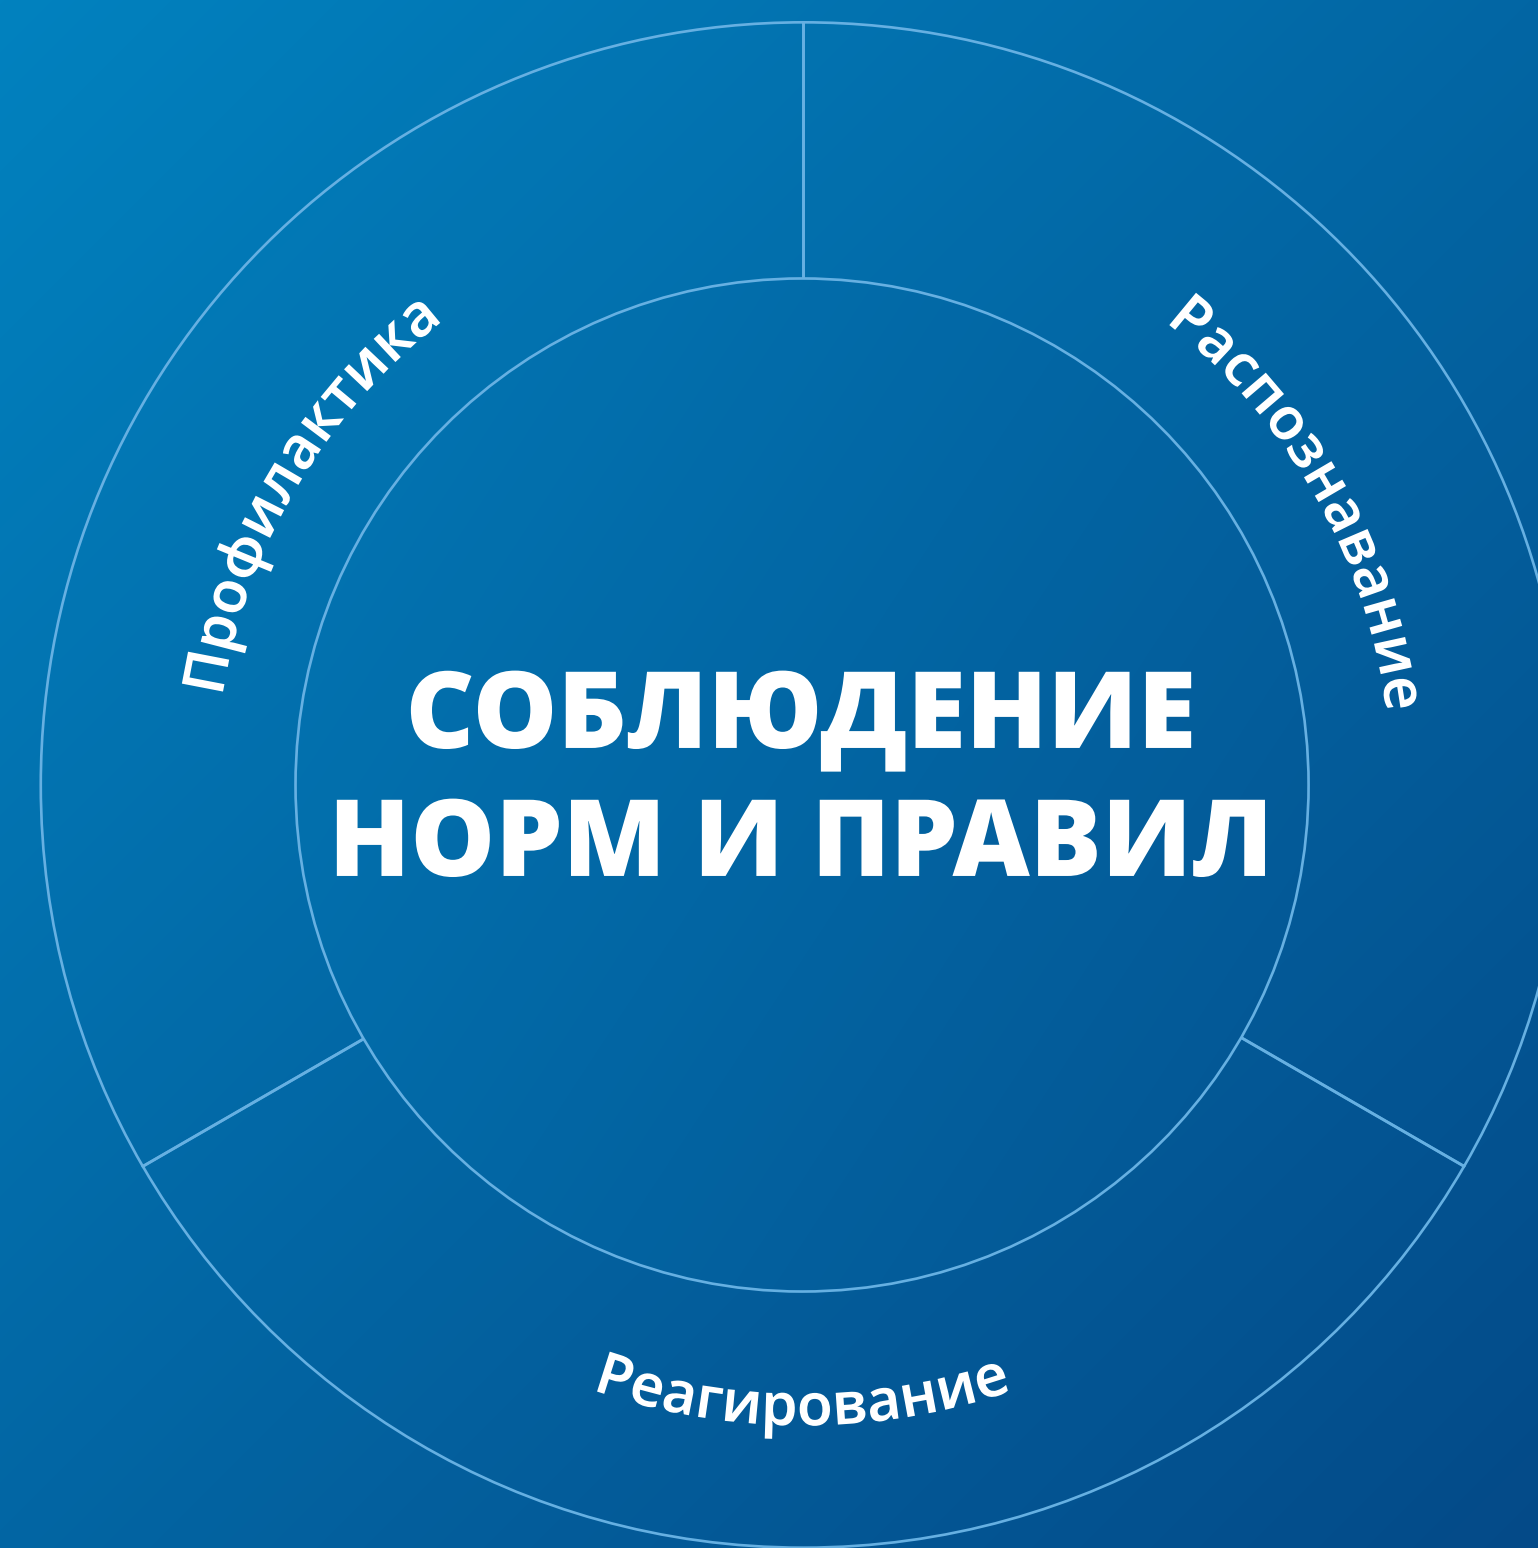 Профилактика
Распознавание
СОБЛЮДЕНИЕ
НОРМ И ПРАВИЛ
Реагирование